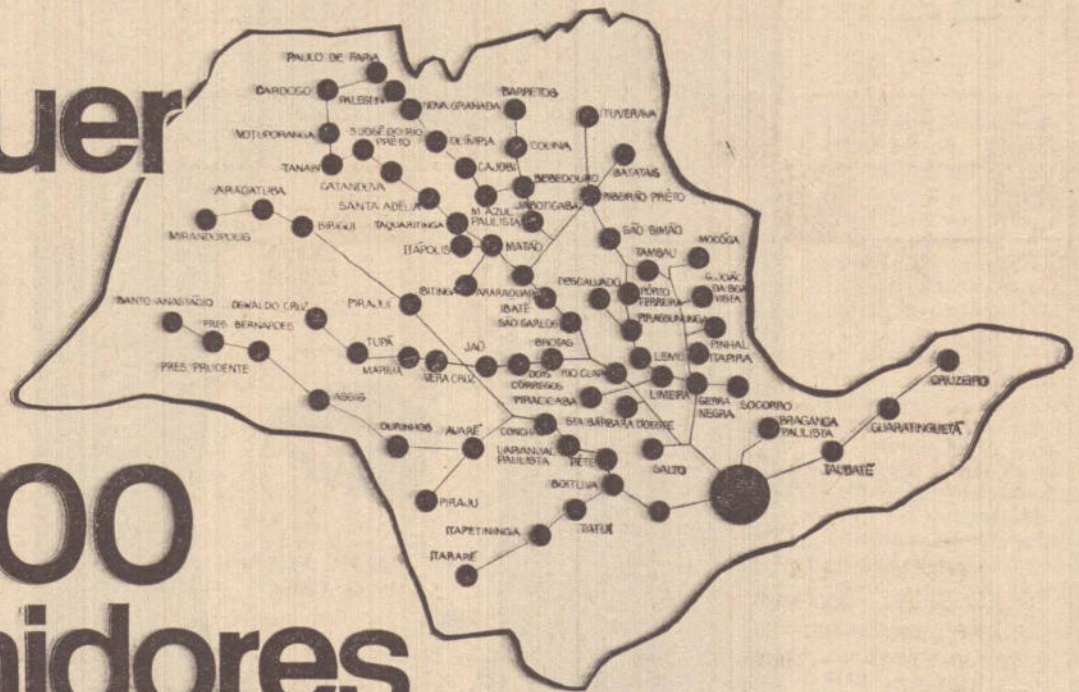 uer
PAULO DE FARIA
CARDOSO
PALESTINA
NOVA GRANADA
BARRETOS
ITUVERAVA
VOTUPORANGA
S. JOSÉ DO RIO
PRÊTO
OLÍMPIA
COLINA
BATATAIS
TANABI
CATANDUVA
CAJOBI
BEBEDOURO
RIBEIRÃO PRÊTO
ARAÇATUBA
SANTA ADÉLIA
M. AZUL
PAULISTA
JABOTICABAL
MIRANDÓPOLIS
BIRIGUI
TAQUARITINGA
SÃO SIMÃO
MOCÓCA
ITÁPOLIS
MATÃO
TAMBAÚ
S. JOÃO
DA BOA
VISTA
IBITINGA
ARARAQUARA
DESCALVADO
PÔRTO
FERREIRA
SANTO ANASTÁCIO
OSWALDO CRUZ
PIRAJUÍ
IBATÉ
PIRASSUNUNGA
PRES. BERNARDES
SÃO CARLOS
PINHAL
ITAPIRA
PRES. PRUDENTE
TUPÃ
MARÍLIA
VERA CRUZ
JAÚ
DOIS
CÓRREGOS
BROTAS
RIO CLARO
LEME
CRUZEIRO
ASSIS
PIRACICABA
LIMEIRA
SERRA
NEGRA
SOCORRO
OURINHOS
AVARÉ
CONCHAS
STA. BÁRBARA D'OESTE
BRAGANÇA
PAULISTA
GUARATINGUETÁ
LARANJAL
PAULISTA
TIETÊ
SALTO
TAUBATÉ
PIRAJU
BOITUVA
ITAPETININGA
TATUÍ
ITARARÉ
00
nidores